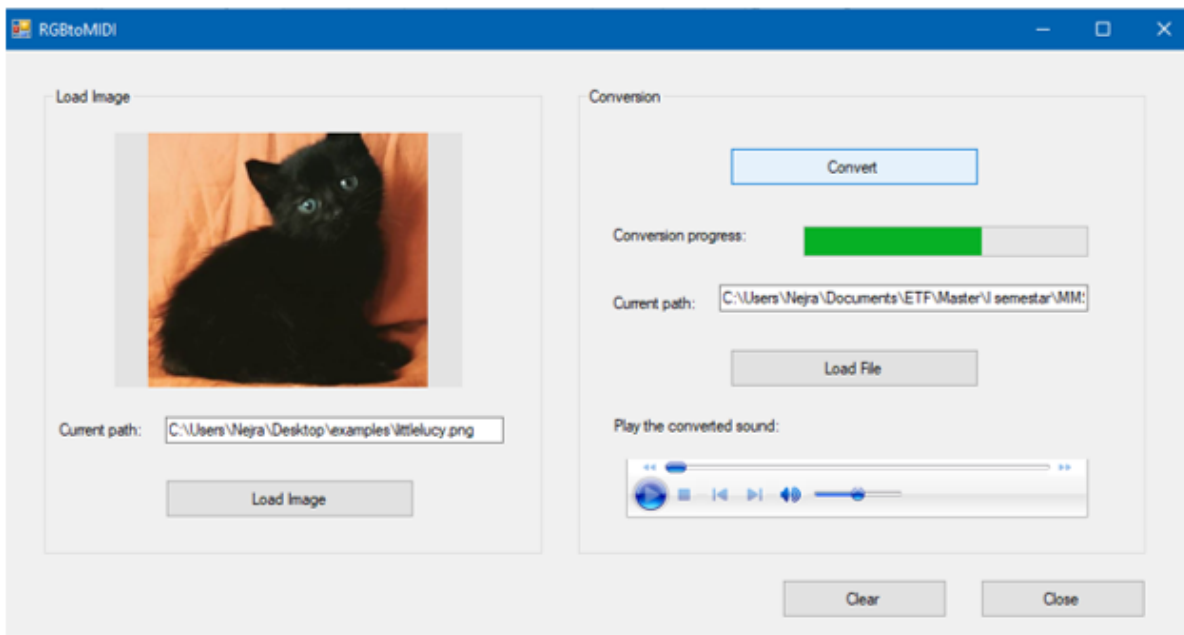 RGBtoMIDI
Load Image
Current path:
C:\Users\Nejra\Desktop\examples\littlelucy.png
Load Image
Conversion
Convert
Conversion progress:
Current path:
C:\Users\Nejra\Documents\ETF\Master\I semestar\MM:
Load File
Play the converted sound:
Clear
Close